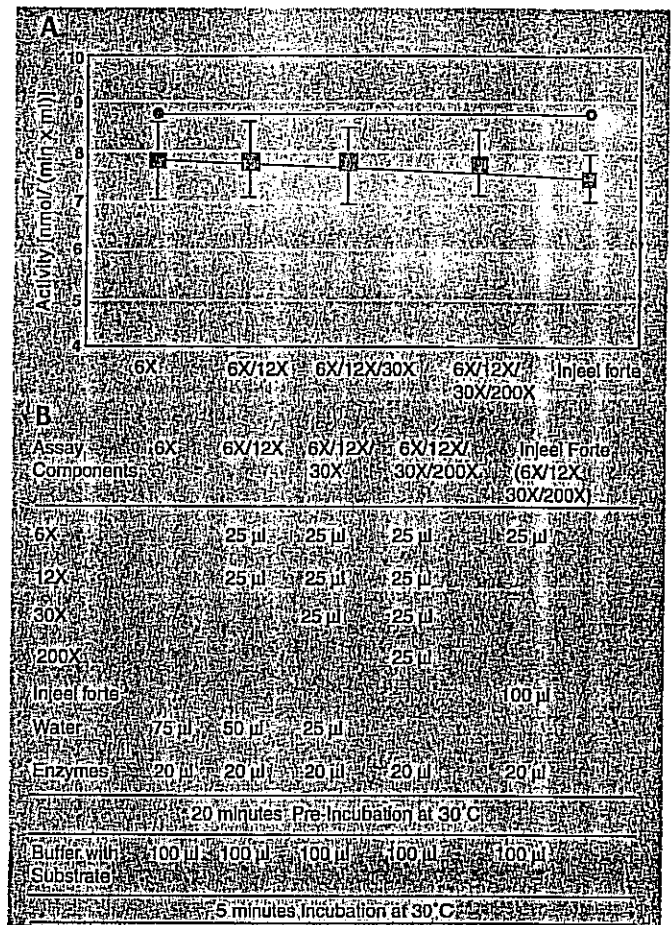 A
10
9
8
7
6
5
4
Activity [nmol/ (min x ml)]
6X 6X/12X 6X/12X/30X 6X/12X/ Injeel forte
30X/200X
B
Assay 6X 6X/12X 6X/12X/ 6X/12X/ Injeel Forte
Components 30X 30X/200X (6X/12X
30X/200X)
6X 25 µl 25 µl 25 µl 25 µl
12X 25 µl 25 µl 25 µl
30X 25 µl 25 µl
200X 25 µl
Injeel forte 100 µl
Water 75 µl 50 µl 25 µl
Enzymes 20 µl 20 µl 20 µl 20 µl 20 µl
20 minutes Pre-Incubation at 30°C
Buffer with 100 µl 100 µl 100 µl 100 µl 100 µl
Substrate
5 minutes Incubation at 30°C